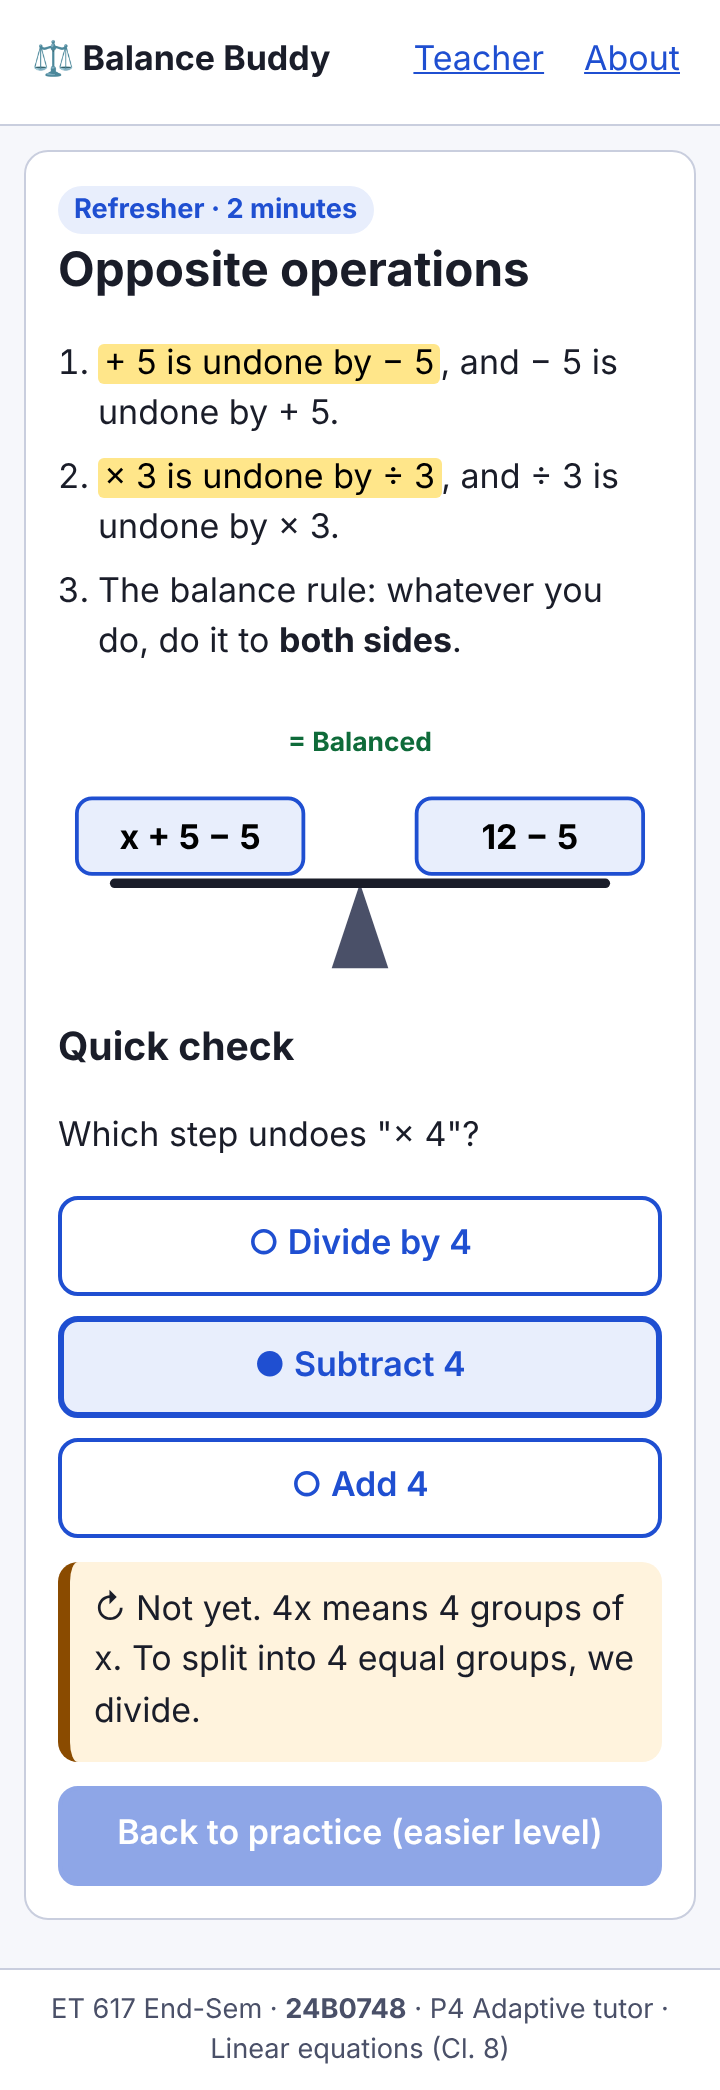 ⚖️ Balance Buddy Teacher About
Refresher · 2 minutes
Opposite operations
1. + 5 is undone by − 5, and − 5 is
undone by + 5.
2. × 3 is undone by ÷ 3, and ÷ 3 is
undone by × 3.
3. The balance rule: whatever you
do, do it to both sides.
= Balanced
x + 5 − 5 12 − 5
Quick check
Which step undoes "× 4"?
○ Divide by 4
● Subtract 4
○ Add 4
↻ Not yet. 4x means 4 groups of
x. To split into 4 equal groups, we
divide.
Back to practice (easier level)
ET 617 End-Sem · 24B0748 · P4 Adaptive tutor ·
Linear equations (Cl. 8)